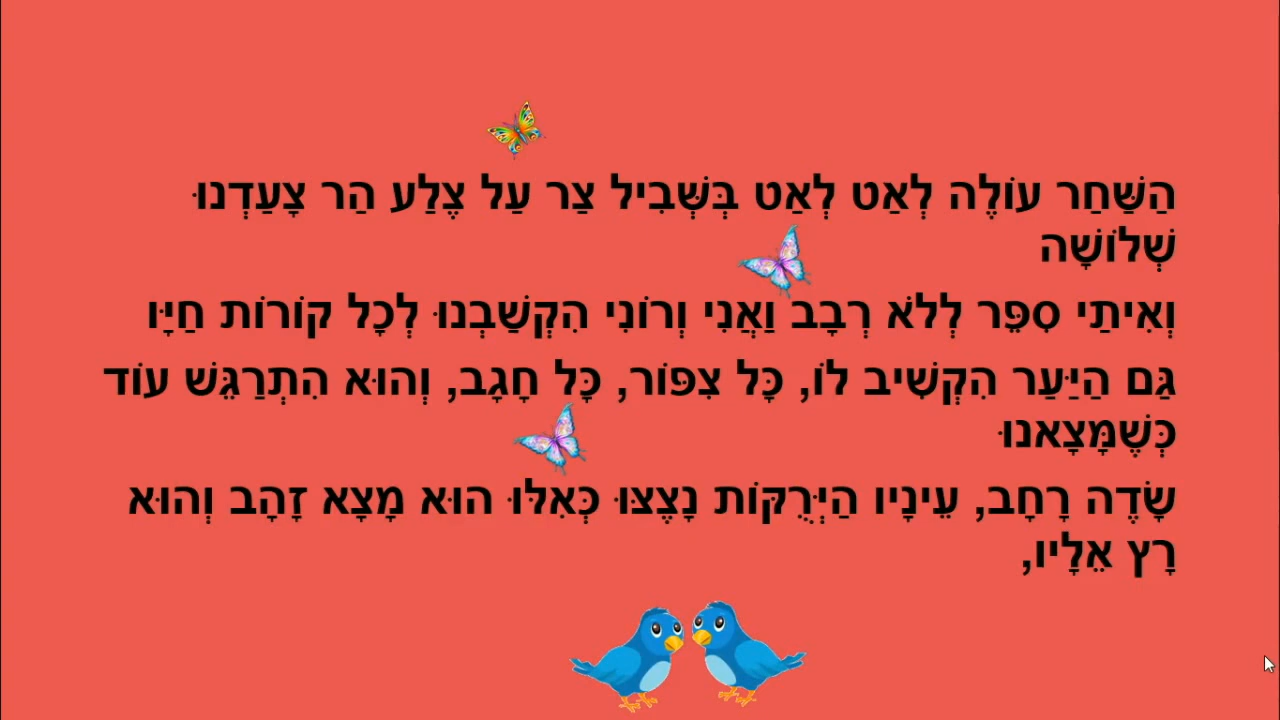 הַשַּׁחַר עוֹלֶה לְאַט לְאַט בְּשְּׁבִיל צַר עַל צֶלַע הַר צָעַדְנוּ
שְׁלוֹשָׁה
וְאִיתַי סִפֵּר לְלֹא רְבָב וַאֲנִי וְרוֹנִי הִקְשַׁבְנוּ לְכָל קוֹרוֹת חַיָּו
גַּם הַיַּעַר הִקְשִׁיב לוֹ, כָּל צִפּוֹר, כָּל חָגָב, וְהוּא הִתְרַגֵּשׁ עוֹד
כְּשֶׁמָּצָאנוּ
שָׂדֶה רָחָב, עֵינָיו הַיְּרֻקּוֹת נָצְצוּ כְּאִלּוּ הוּא מָצָא זָהָב וְהוּא
רָץ אֵלָיו,